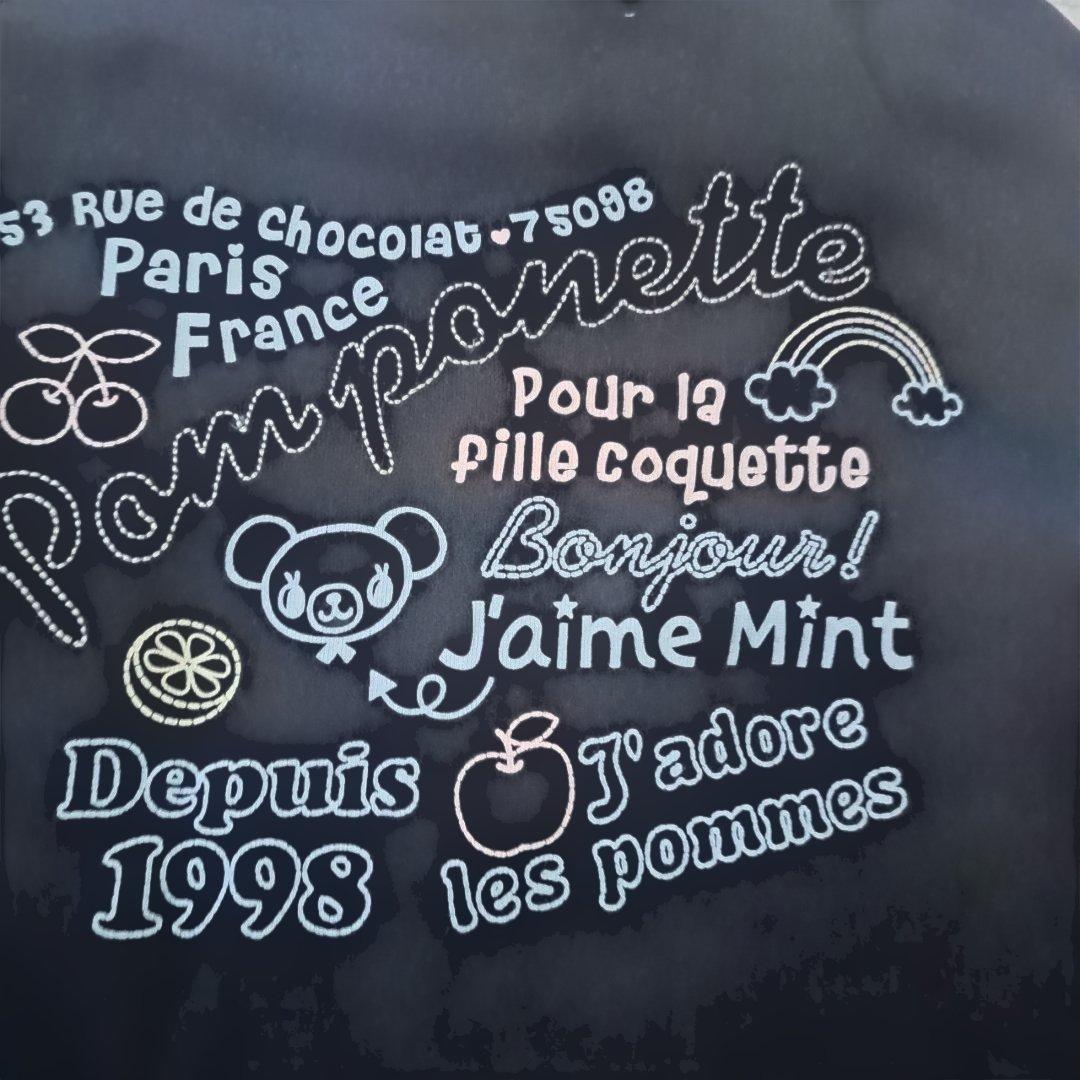 53 Rue de chocolat 75098
Paris
France
Pom ponette
Pour la
fille coquette
Bonjour!
J'aime Mint
Depuis
1998
J'adore
les pommes